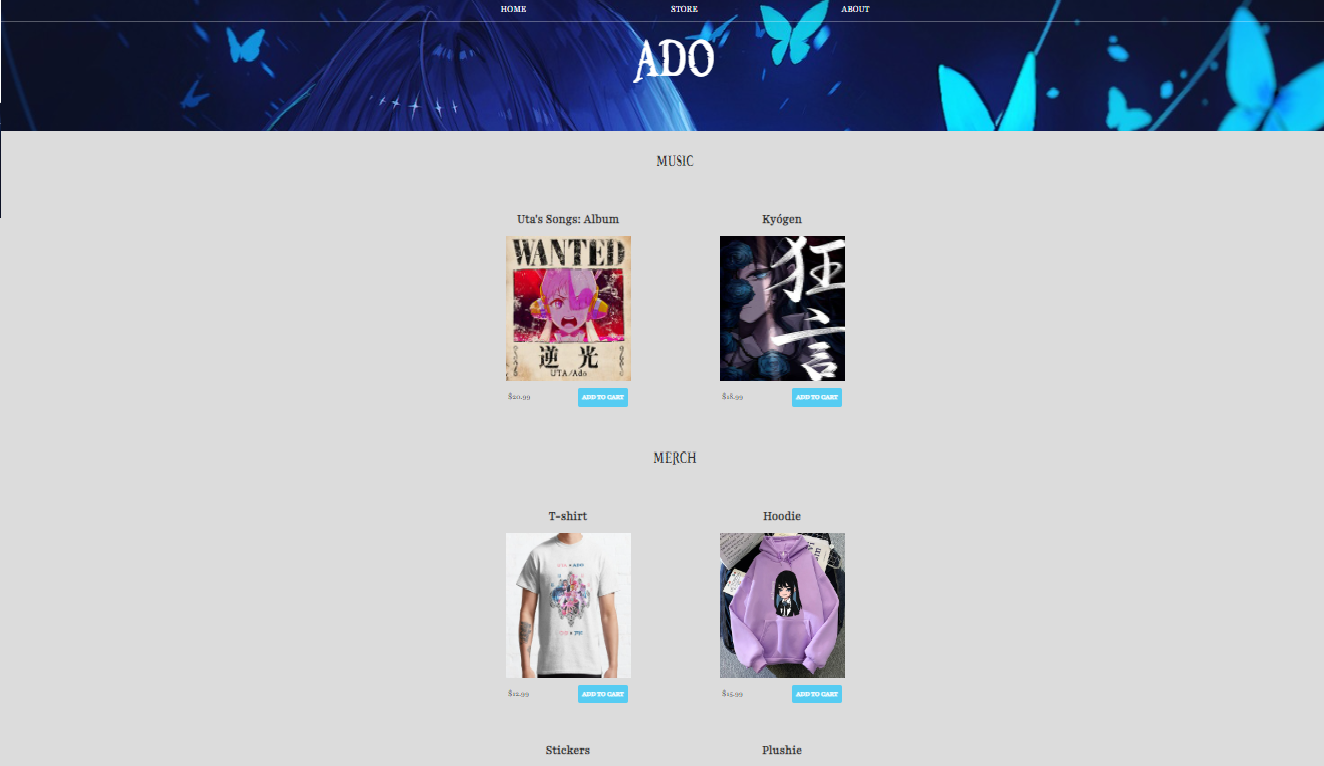 HOME STORE ABOUT
ADO
MUSIC
Uta's Songs: Album Kyógen
WANTED
狂言
逆光
UTA/Ado
$20.99 ADD TO CART $18.99 ADD TO CART
MERCH
T-shirt Hoodie
$12.99 ADD TO CART $15.99 ADD TO CART
Stickers Plushie